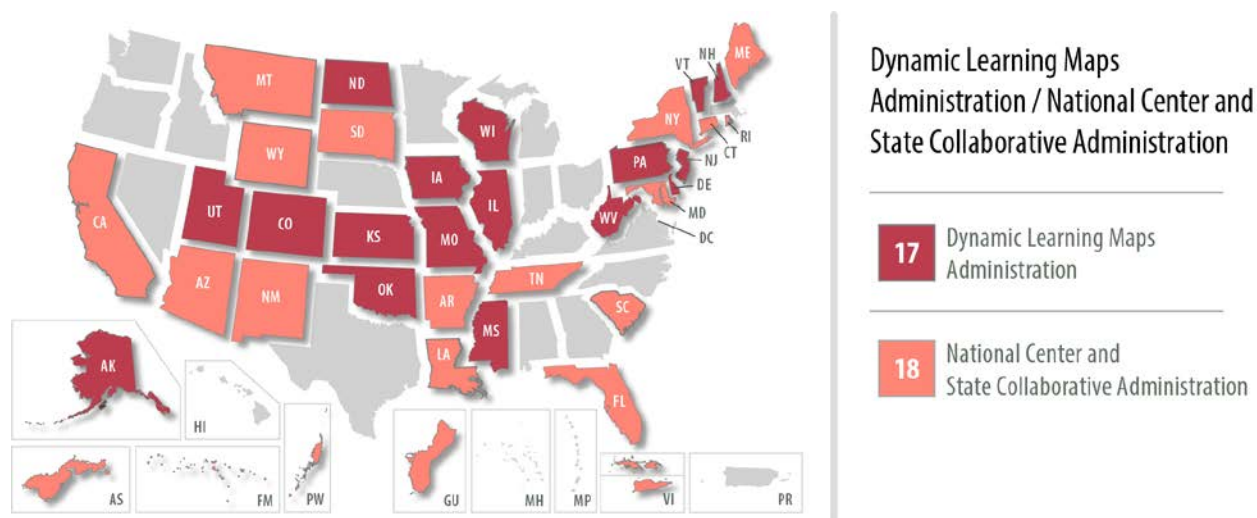 ME
NH
VT
MT
ND
WI
SD
NY
WY
RI
CT
PA
NJ
IA
IL
DE
CA
UT
CO
WV
MD
KS
MO
DC
AZ
NM
OK
AR
TN
SC
MS
LA
AK
FL
HI
AS
FM
PW
GU
MH
MP
VI
PR
Dynamic Learning Maps
Administration / National Center and
State Collaborative Administration
17
Dynamic Learning Maps
Administration
18
National Center and
State Collaborative Administration